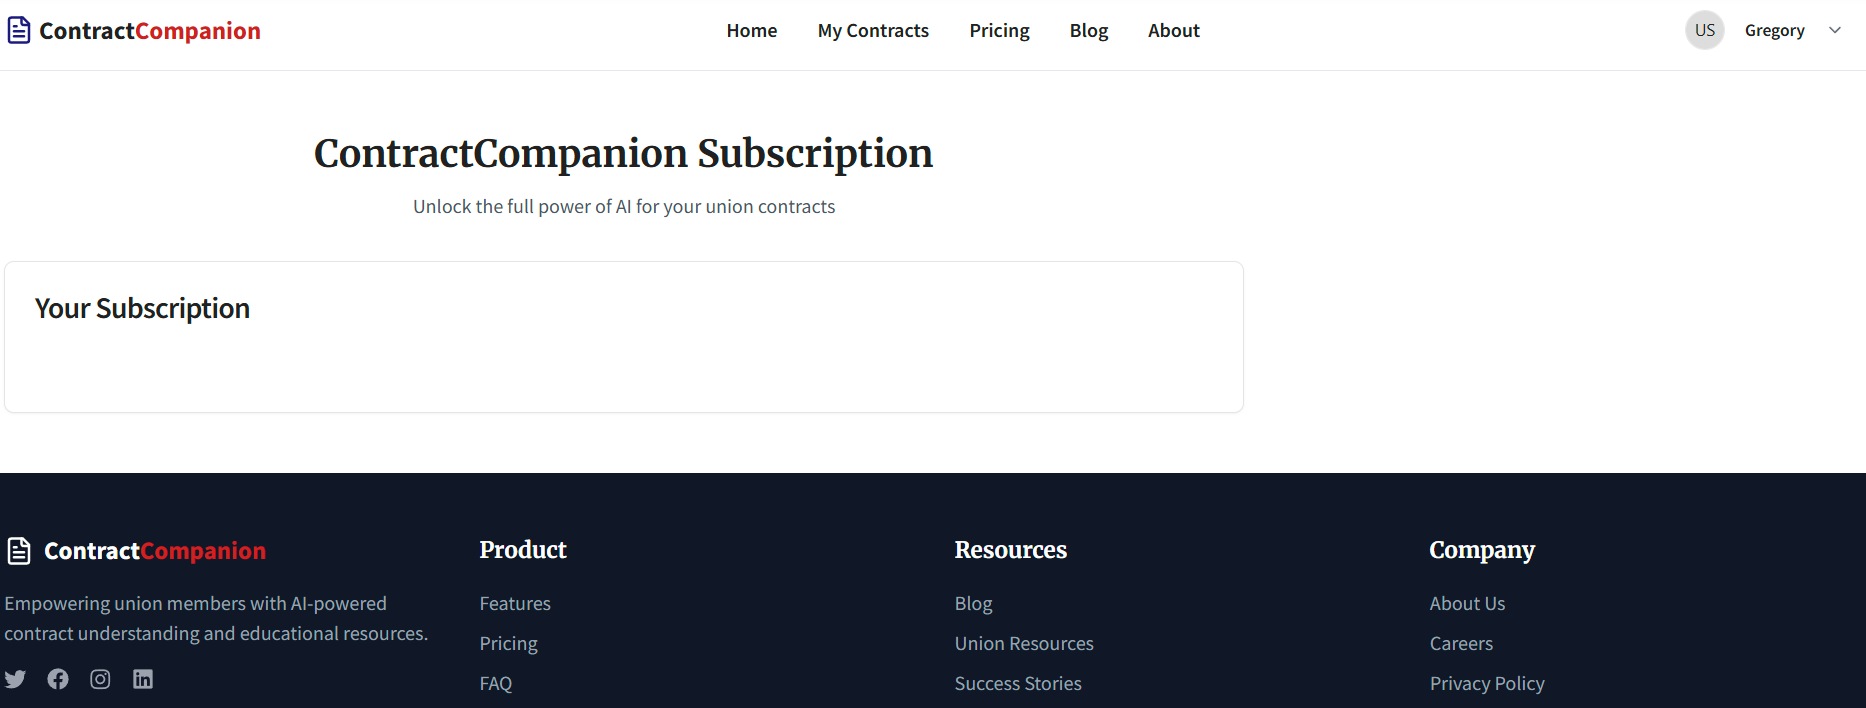 ContractCompanion
Home
My Contracts
Pricing
Blog
About
US
Gregory
ContractCompanion Subscription
Unlock the full power of AI for your union contracts
Your Subscription
ContractCompanion
Empowering union members with AI-powered
contract understanding and educational resources.
Product
Features
Pricing
FAQ
Resources
Blog
Union Resources
Success Stories
Company
About Us
Careers
Privacy Policy